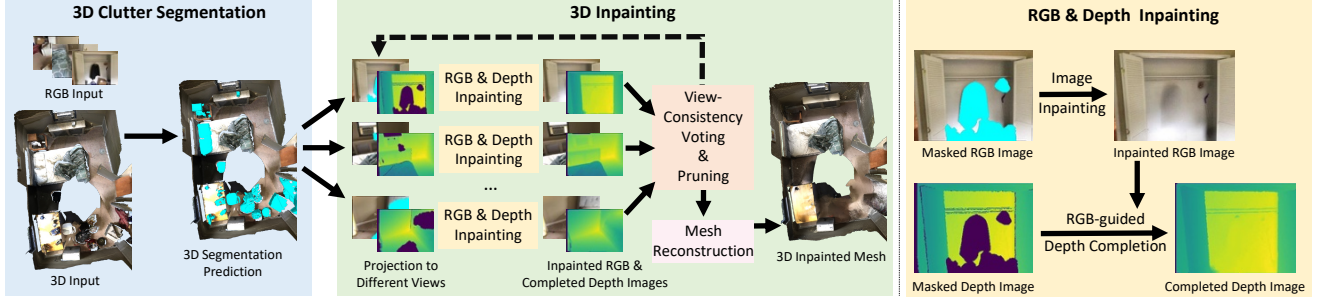 3D Clutter Segmentation
RGB Input
3D Input
3D Segmentation
Prediction
3D Inpainting
RGB & Depth
Inpainting
RGB & Depth
Inpainting
...
RGB & Depth
Inpainting
Projection to
Different Views
Inpainted RGB &
Completed Depth Images
View-
Consistency
Voting
&
Pruning
Mesh
Reconstruction
3D Inpainted Mesh
RGB & Depth Inpainting
Image
Inpainting
Masked RGB Image
Inpainted RGB Image
RGB-guided
Depth Completion
Masked Depth Image
Completed Depth Image